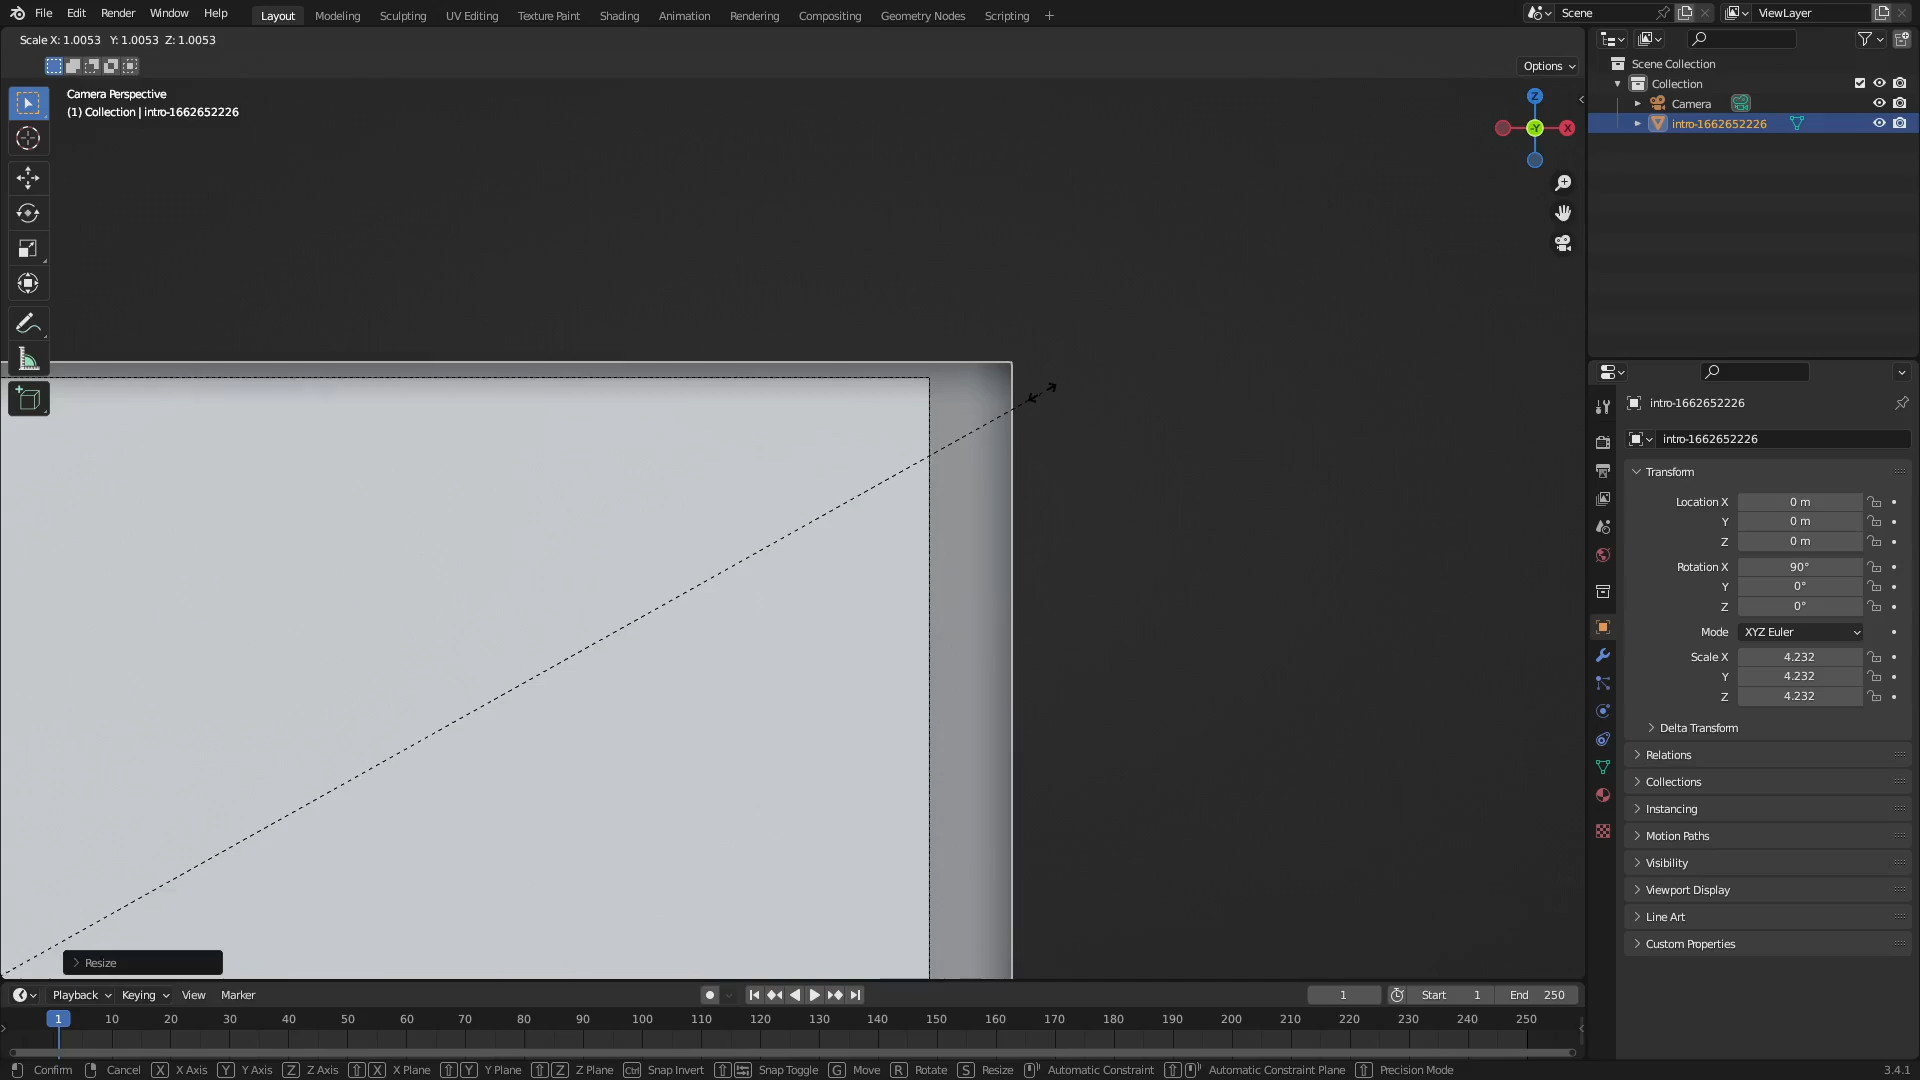 File Edit Render Window Help Layout Modeling Sculpting UV Editing Texture Paint Shading Animation Rendering Compositing Geometry Nodes Scripting + Scene ViewLayer
Scale X: 1.0053 Y: 1.0053 Z: 1.0053
Options
Camera Perspective
(1) Collection | intro-1662652226
Z
-Y
X
Scene Collection
Collection
Camera
intro-1662652226
intro-1662652226
intro-1662652226
Transform
Location X 0 m
Y 0 m
Z 0 m
Rotation X 90°
Y 0°
Z 0°
Mode XYZ Euler
Scale X 4.232
Y 4.232
Z 4.232
Delta Transform
Relations
Collections
Instancing
Motion Paths
Visibility
Viewport Display
Line Art
Custom Properties
Resize
Playback Keying View Marker 1 Start 1 End 250
1 10 20 30 40 50 60 70 80 90 100 110 120 130 140 150 160 170 180 190 200 210 220 230 240 250
Confirm Cancel X X Axis Y Y Axis Z Z Axis X X Plane Y Y Plane Z Z Plane Ctrl Snap Invert Snap Toggle G Move R Rotate S Resize Automatic Constraint Automatic Constraint Plane Precision Mode 3.4.1